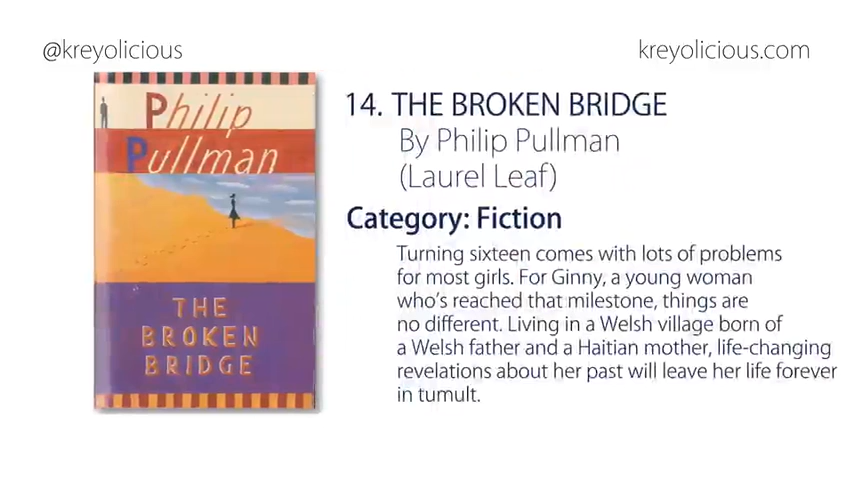 @kreyolicious
kreyolicious.com
Philip
Pullman
THE
BROKEN
BRIDGE
14. THE BROKEN BRIDGE
By Philip Pullman
(Laurel Leaf)
Category: Fiction
Turning sixteen comes with lots of problems
for most girls. For Ginny, a young woman
who's reached that milestone, things are
no different. Living in a Welsh village born of
a Welsh father and a Haitian mother, life-changing
revelations about her past will leave her life forever
in tumult.